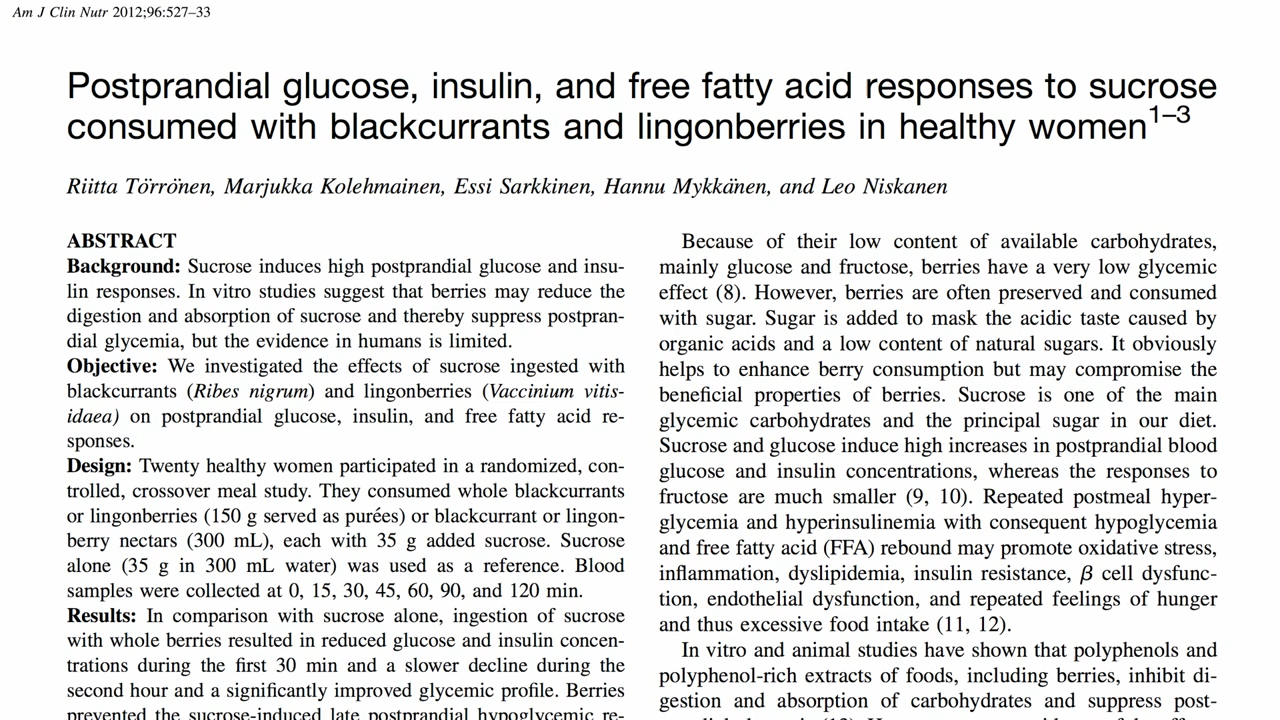 Am J Clin Nutr 2012;96:527–33
Postprandial glucose, insulin, and free fatty acid responses to sucrose
consumed with blackcurrants and lingonberries in healthy women1–3
Riitta Törrönen, Marjukka Kolehmainen, Essi Sarkkinen, Hannu Mykkänen, and Leo Niskanen
ABSTRACT
Background: Sucrose induces high postprandial glucose and insu-
lin responses. In vitro studies suggest that berries may reduce the
digestion and absorption of sucrose and thereby suppress postpran-
dial glycemia, but the evidence in humans is limited.
Objective: We investigated the effects of sucrose ingested with
blackcurrants (Ribes nigrum) and lingonberries (Vaccinium vitis-
idaea) on postprandial glucose, insulin, and free fatty acid re-
sponses.
Design: Twenty healthy women participated in a randomized, con-
trolled, crossover meal study. They consumed whole blackcurrants
or lingonberries (150 g served as purées) or blackcurrant or lingon-
berry nectars (300 mL), each with 35 g added sucrose. Sucrose
alone (35 g in 300 mL water) was used as a reference. Blood
samples were collected at 0, 15, 30, 45, 60, 90, and 120 min.
Results: In comparison with sucrose alone, ingestion of sucrose
with whole berries resulted in reduced glucose and insulin concen-
trations during the first 30 min and a slower decline during the
second hour and a significantly improved glycemic profile. Berries
prevented the sucrose-induced late postprandial hypoglycemic re-
Because of their low content of available carbohydrates,
mainly glucose and fructose, berries have a very low glycemic
effect (8). However, berries are often preserved and consumed
with sugar. Sugar is added to mask the acidic taste caused by
organic acids and a low content of natural sugars. It obviously
helps to enhance berry consumption but may compromise the
beneficial properties of berries. Sucrose is one of the main
glycemic carbohydrates and the principal sugar in our diet.
Sucrose and glucose induce high increases in postprandial blood
glucose and insulin concentrations, whereas the responses to
fructose are much smaller (9, 10). Repeated postmeal hyper-
glycemia and hyperinsulinemia with consequent hypoglycemia
and free fatty acid (FFA) rebound may promote oxidative stress,
inflammation, dyslipidemia, insulin resistance, β cell dysfunc-
tion, endothelial dysfunction, and repeated feelings of hunger
and thus excessive food intake (11, 12).
In vitro and animal studies have shown that polyphenols and
polyphenol-rich extracts of foods, including berries, inhibit di-
gestion and absorption of carbohydrates and suppress post-